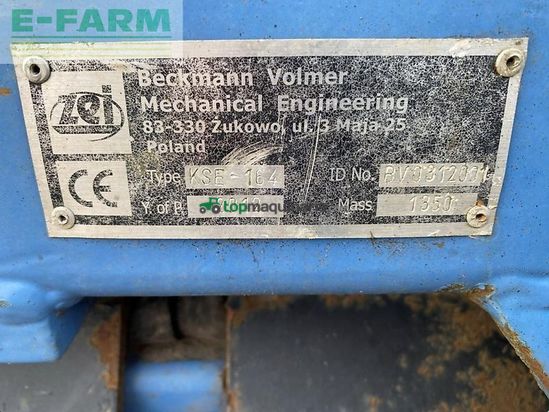 E-FARM
Beckmann Volmer
Mechanical Engineering
83-330 Żukowo, ul. 3 Maja 25
Poland
zei
CE
Type KSE-164 ID No.
Y. of P. Mass 1350
topmaqu